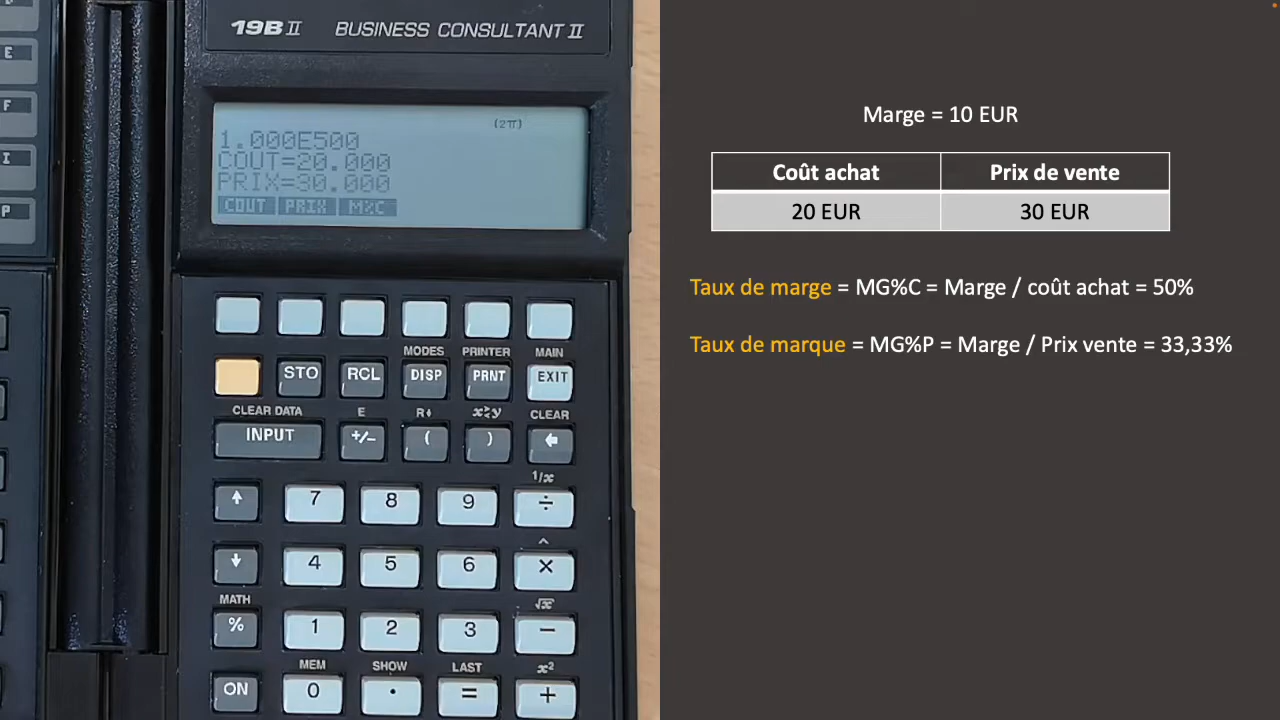 E
F
I
P
19BII BUSINESS CONSULTANT II
(2π)
1.000E500
COUT=20.000
PRIX=30.000
COUT PRIX M%C
MODES PRINTER MAIN
STO RCL DISP PRNT EXIT
CLEAR DATA E R↓ x≷y CLEAR
INPUT +/− ( ) ←
1/x
↑ 7 8 9 ÷
^
↓ 4 5 6 ×
MATH √x
% 1 2 3 −
MEM SHOW LAST x²
ON 0 · = +
Marge = 10 EUR
Coût achat Prix de vente
20 EUR 30 EUR
Taux de marge = MG%C = Marge / coût achat = 50%
Taux de marque = MG%P = Marge / Prix vente = 33,33%